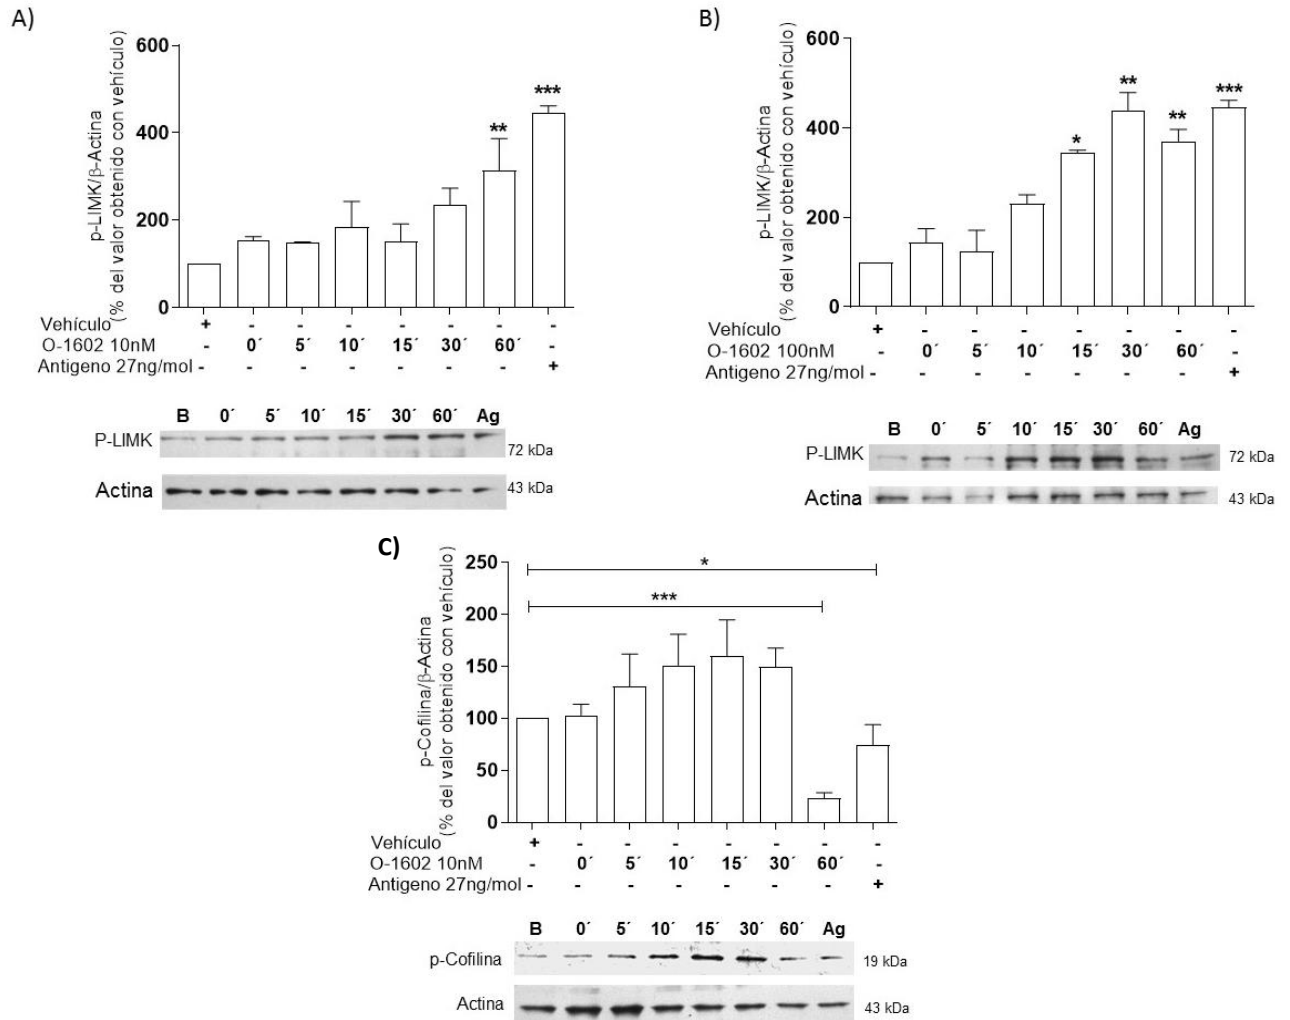 A)
p-LIMK/β-Actina
(% del valor obtenido con vehículo)
600
400
200
0
**
***
Vehículo + - - - - - - -
O-1602 10nM - 0´ 5´ 10´ 15´ 30´ 60´ -
Antigeno 27ng/mol - - - - - - - +
B 0´ 5´ 10´ 15´ 30´ 60´ Ag
P-LIMK 72 kDa
Actina 43 kDa
B)
p-LIMK/β-Actina
(% del valor obtenido con vehículo)
600
400
200
0
*
**
**
***
Vehículo + - - - - - - -
O-1602 100nM - 0´ 5´ 10´ 15´ 30´ 60´ -
Antigeno 27ng/mol - - - - - - - +
B 0´ 5´ 10´ 15´ 30´ 60´ Ag
P-LIMK 72 kDa
Actina 43 kDa
C)
p-Cofilina/β-Actina
(% del valor obtenido con vehículo)
250
200
150
100
50
0
*
***
Vehículo + - - - - - - -
O-1602 10nM - 0´ 5´ 10´ 15´ 30´ 60´ -
Antigeno 27ng/mol - - - - - - - +
B 0´ 5´ 10´ 15´ 30´ 60´ Ag
p-Cofilina 19 kDa
Actina 43 kDa